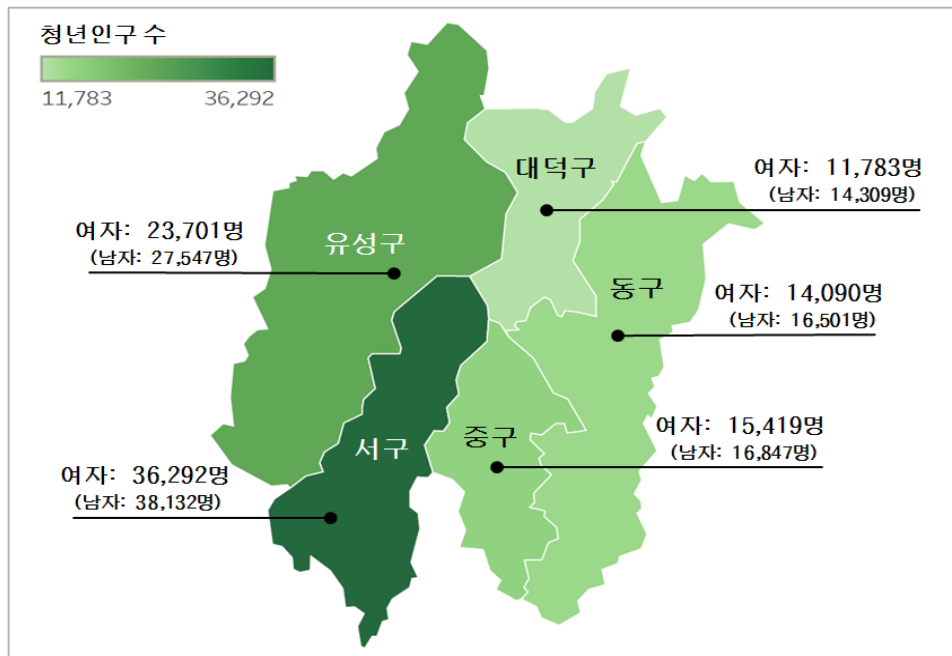 청년인구 수
11,783 36,292
대덕구
여자: 11,783명
(남자: 14,309명)
여자: 23,701명
(남자: 27,547명)
유성구
동구
여자: 14,090명
(남자: 16,501명)
여자: 15,419명
(남자: 16,847명)
중구
서구
여자: 36,292명
(남자: 38,132명)